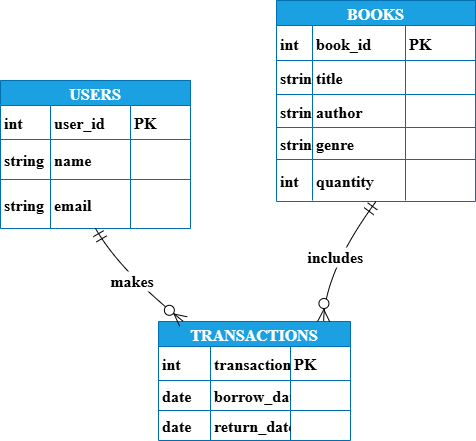 BOOKS
int book_id PK
strin title
strin author
strin genre
int quantity
USERS
int user_id PK
string name
string email
includes
makes
TRANSACTIONS
int transaction PK
date borrow_da
date return_dat